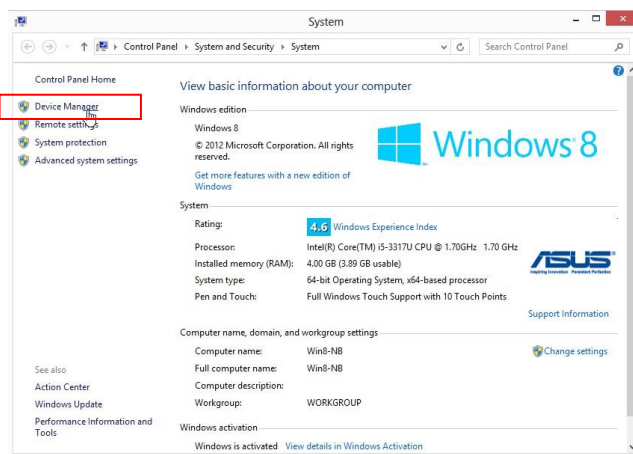 System
Control Panel ▸ System and Security ▸ System
Search Control Panel
Control Panel Home
Device Manager
Remote settings
System protection
Advanced system settings
View basic information about your computer
Windows edition
Windows 8
© 2012 Microsoft Corporation. All rights
reserved.
Get more features with a new edition of
Windows
Windows 8
System
Rating: 4.6 Windows Experience Index
Processor: Intel(R) Core(TM) i5-3317U CPU @ 1.70GHz 1.70 GHz
Installed memory (RAM): 4.00 GB (3.89 GB usable)
System type: 64-bit Operating System, x64-based processor
Pen and Touch: Full Windows Touch Support with 10 Touch Points
ASUS
Inspiring Innovation · Persistent Perfection
Support Information
Computer name, domain, and workgroup settings
Computer name: Win8-NB
Change settings
Full computer name: Win8-NB
Computer description:
Workgroup: WORKGROUP
Windows activation
Windows is activated View details in Windows Activation
See also
Action Center
Windows Update
Performance Information and
Tools